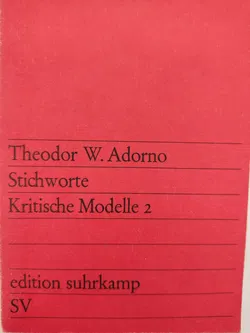 Theodor W. Adorno
Stichworte
Kritische Modelle 2
edition suhrkamp
SV